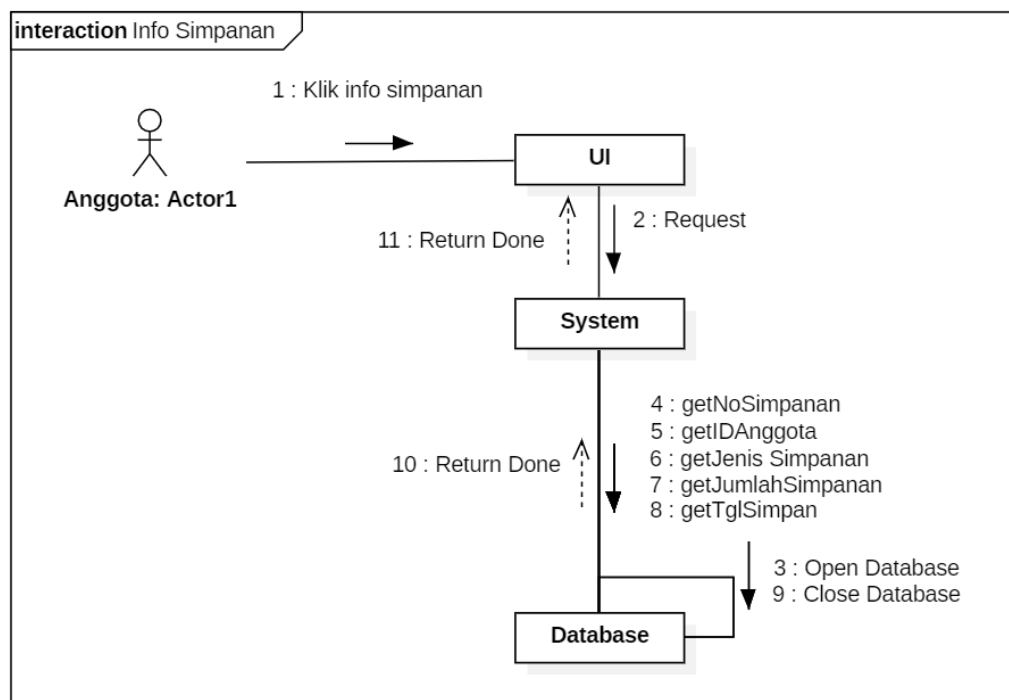 interaction Info Simpanan
1 : Klik info simpanan
UI
Anggota: Actor1
2 : Request
11 : Return Done
System
4 : getNoSimpanan
5 : getIDAnggota
6 : getJenis Simpanan
10 : Return Done
7 : getJumlahSimpanan
8 : getTglSimpan
3 : Open Database
9 : Close Database
Database